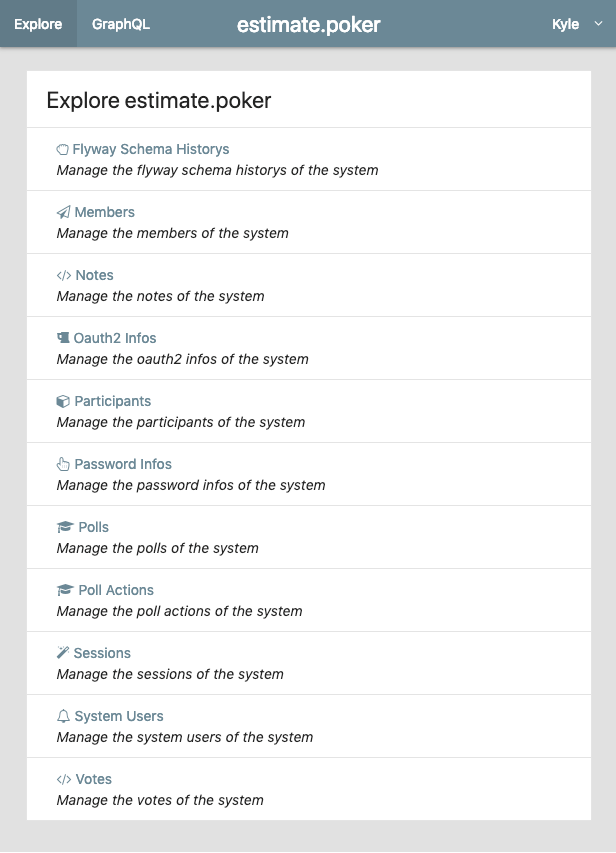 Explore GraphQL estimate.poker Kyle
Explore estimate.poker
Flyway Schema Historys
Manage the flyway schema historys of the system
Members
Manage the members of the system
Notes
Manage the notes of the system
Oauth2 Infos
Manage the oauth2 infos of the system
Participants
Manage the participants of the system
Password Infos
Manage the password infos of the system
Polls
Manage the polls of the system
Poll Actions
Manage the poll actions of the system
Sessions
Manage the sessions of the system
System Users
Manage the system users of the system
Votes
Manage the votes of the system